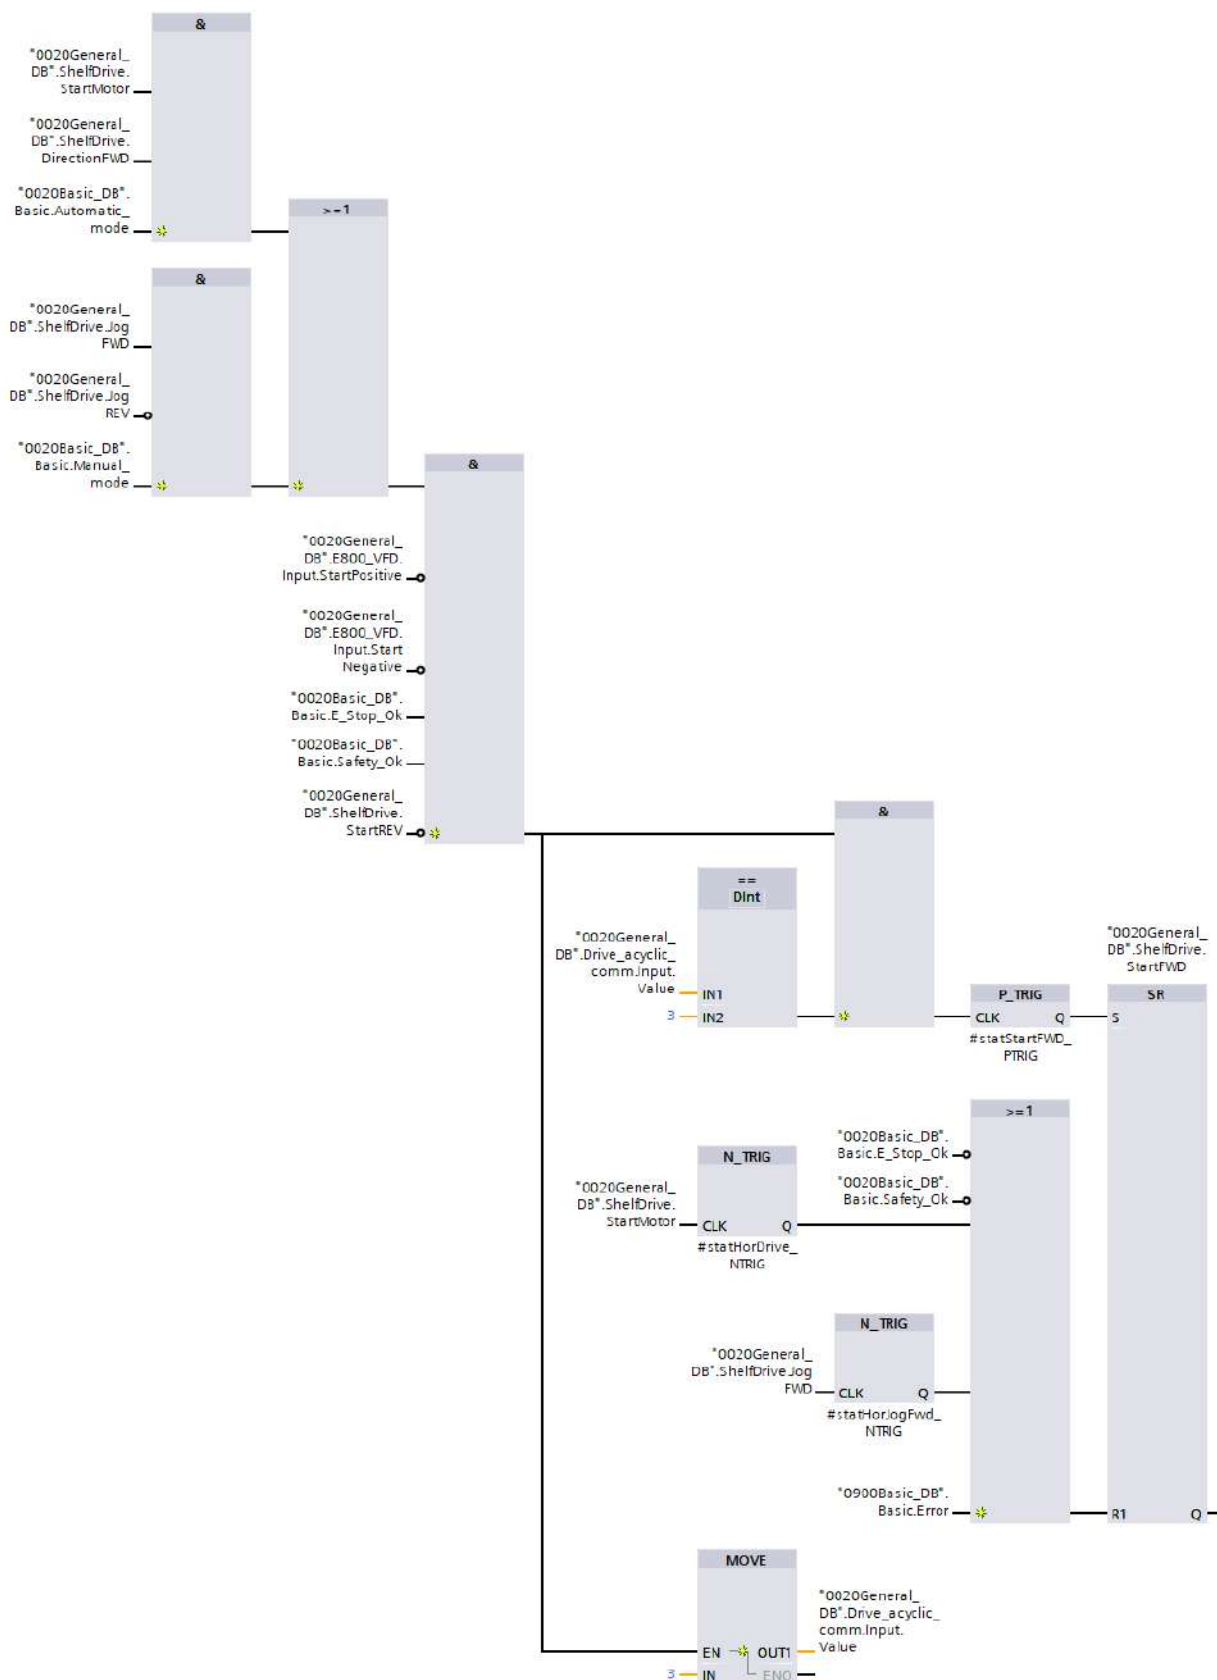 &
"0020General_
DB".ShelfDrive.
StartMotor
"0020General_
DB".ShelfDrive.
DirectionFWD
"0020Basic_DB".
Basic.Automatic_
mode
>=1
&
"0020General_
DB".ShelfDrive.Jog
FWD
"0020General_
DB".ShelfDrive.Jog
REV
"0020Basic_DB".
Basic.Manual_
mode
&
"0020General_
DB".E800_VFD.
Input.StartPositive
"0020General_
DB".E800_VFD.
Input.Start
Negative
"0020Basic_DB".
Basic.E_Stop_Ok
"0020Basic_DB".
Basic.Safety_Ok
"0020General_
DB".ShelfDrive.
StartREV
&
==
DInt
"0020General_
DB".Drive_acyclic_
comm.Input.
Value
IN1
3
IN2
P_TRIG
CLK Q
#statStartFWD_
PTRIG
"0020General_
DB".ShelfDrive.
StartFWD
SR
S
>=1
"0020Basic_DB".
Basic.E_Stop_Ok
"0020Basic_DB".
Basic.Safety_Ok
N_TRIG
"0020General_
DB".ShelfDrive.
StartMotor
CLK Q
#statHorDrive_
NTRIG
N_TRIG
"0020General_
DB".ShelfDrive.Jog
FWD
CLK Q
#statHorJogFwd_
NTRIG
"0900Basic_DB".
Basic.Error
R1 Q
MOVE
EN OUT1
"0020General_
DB".Drive_acyclic_
comm.Input.
Value
3
IN ENO